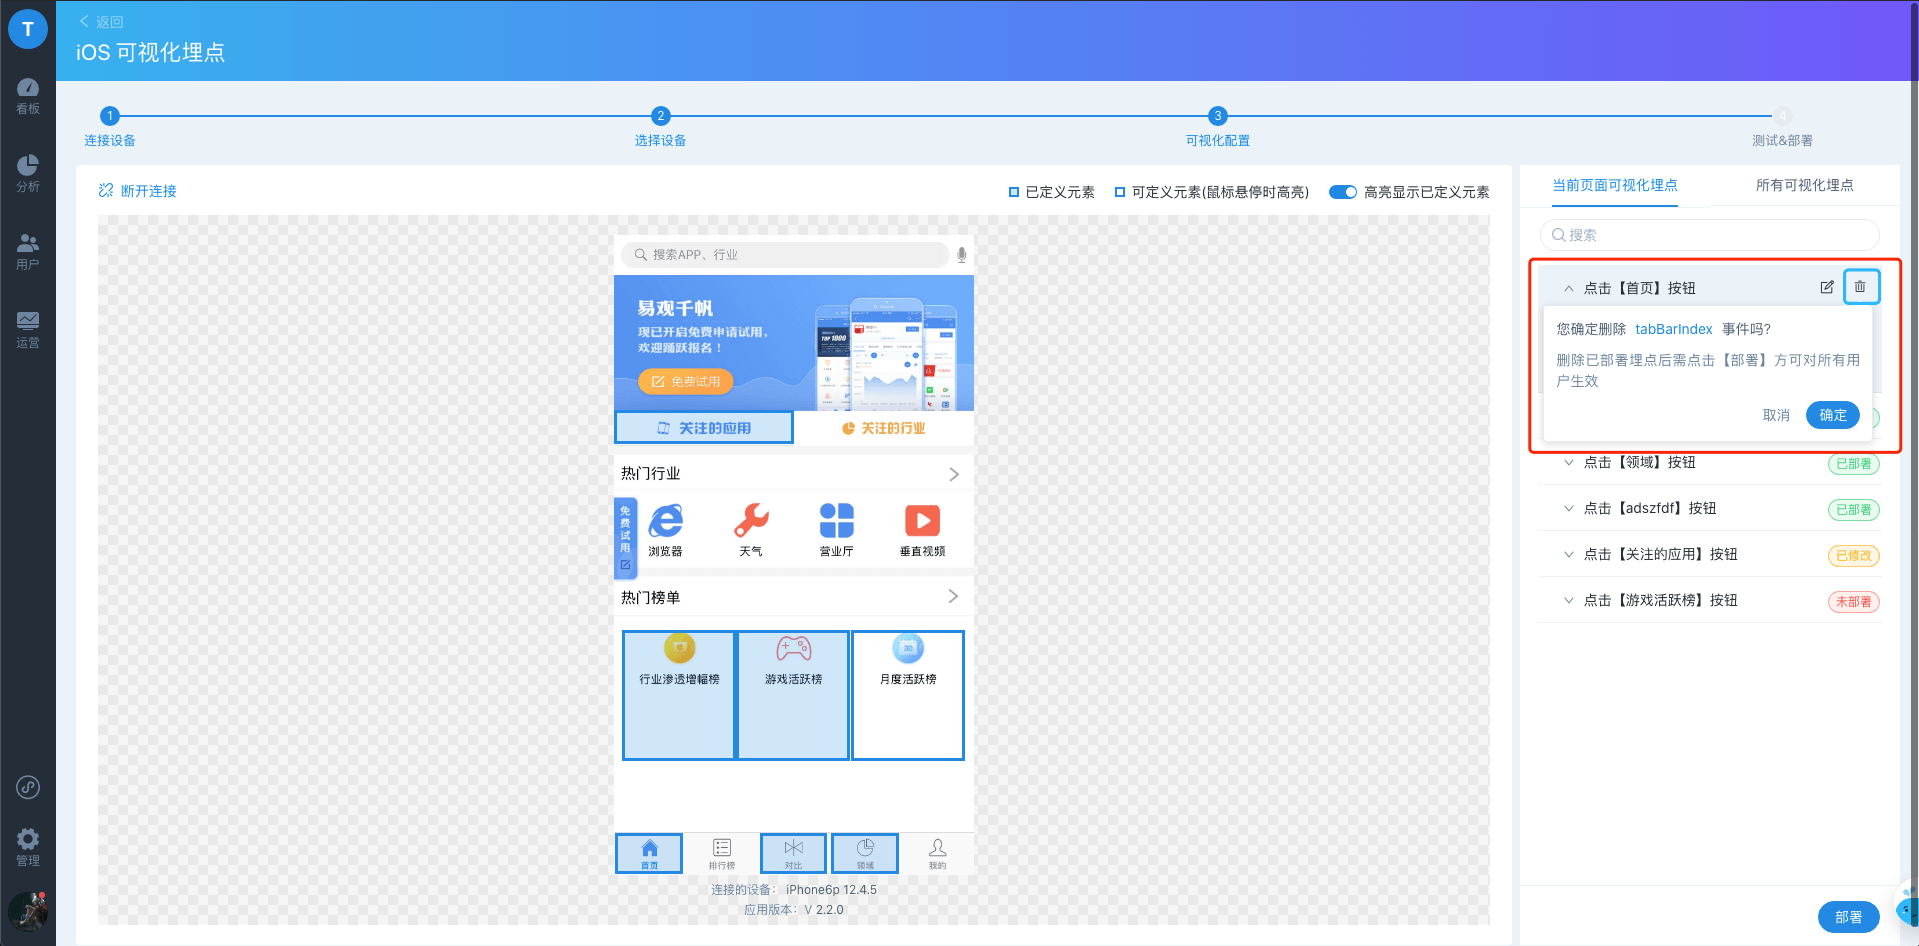 T
返回
iOS 可视化埋点
看板
分析
用户
运营
管理
1
连接设备
2
选择设备
3
可视化配置
4
测试&部署
断开连接
已定义元素
可定义元素(鼠标悬停时高亮)
高亮显示已定义元素
搜索APP、行业
易观千帆
现已开启免费申请试用，
欢迎踊跃报名！
免费试用
TOP 1000
关注的应用
关注的行业
热门行业
免费试用
浏览器
天气
营业厅
垂直视频
热门榜单
行业渗透增幅榜
游戏活跃榜
30
月度活跃榜
首页
排行榜
对比
领域
我的
连接的设备： iPhone6p 12.4.5
应用版本：V 2.2.0
当前页面可视化埋点
所有可视化埋点
搜索
点击【首页】按钮
您确定删除 tabBarIndex 事件吗?
删除已部署埋点后需点击【部署】方可对所有用
户生效
取消
确定
点击【领域】按钮
已部署
点击【adszfdf】按钮
已部署
点击【关注的应用】按钮
已修改
点击【游戏活跃榜】按钮
未部署
部署